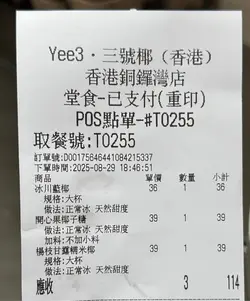 Yee3·三號椰（香港）
香港銅鑼灣店
堂食-已支付(重印)
POS點單-#T0255
取餐號:T0255
訂單號:D00175646441084215337
下單時間:2025-08-29 18:46:51
商品 單價 數量 小計
冰川藍椰 36 1 36
規格:大杯
做法:正常冰 天然甜度
開心果椰子糖 39 1 39
規格:大杯
做法:正常冰 天然甜度
加料:不加小料
楊枝甘露糯米椰 39 1 39
規格:大杯
做法:正常冰 天然甜度
應收 3 114